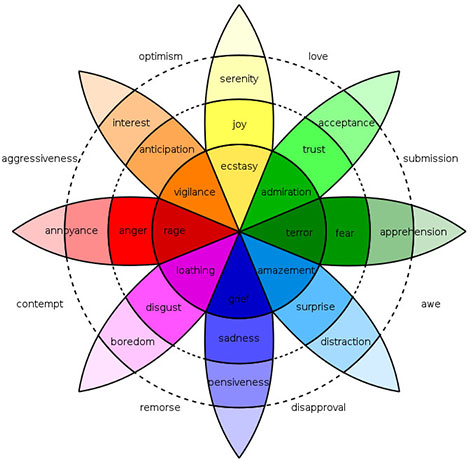 optimism
love
serenity
interest
joy
acceptance
anticipation
trust
aggressiveness
ecstasy
submission
vigilance
admiration
annoyance
anger
rage
terror
fear
apprehension
loathing
amazement
contempt
disgust
grief
surprise
awe
boredom
sadness
distraction
pensiveness
remorse
disapproval